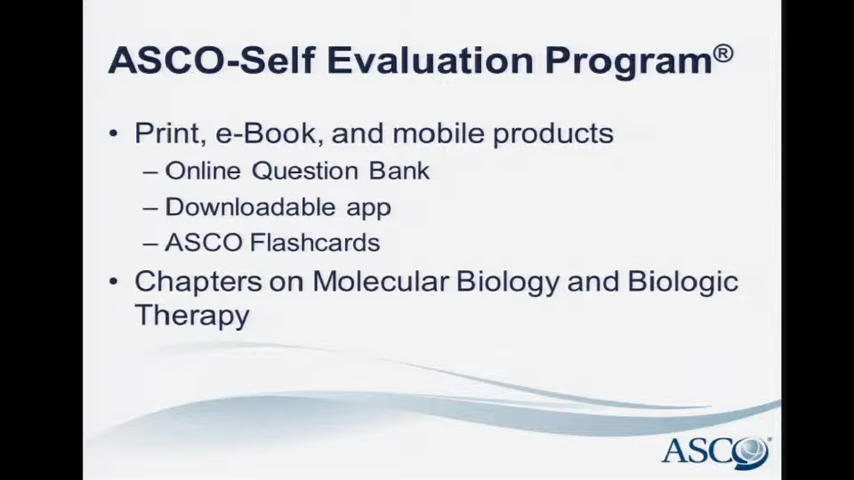 ASCO-Self Evaluation Program®
• Print, e-Book, and mobile products
– Online Question Bank
– Downloadable app
– ASCO Flashcards
• Chapters on Molecular Biology and Biologic
Therapy
ASCO®